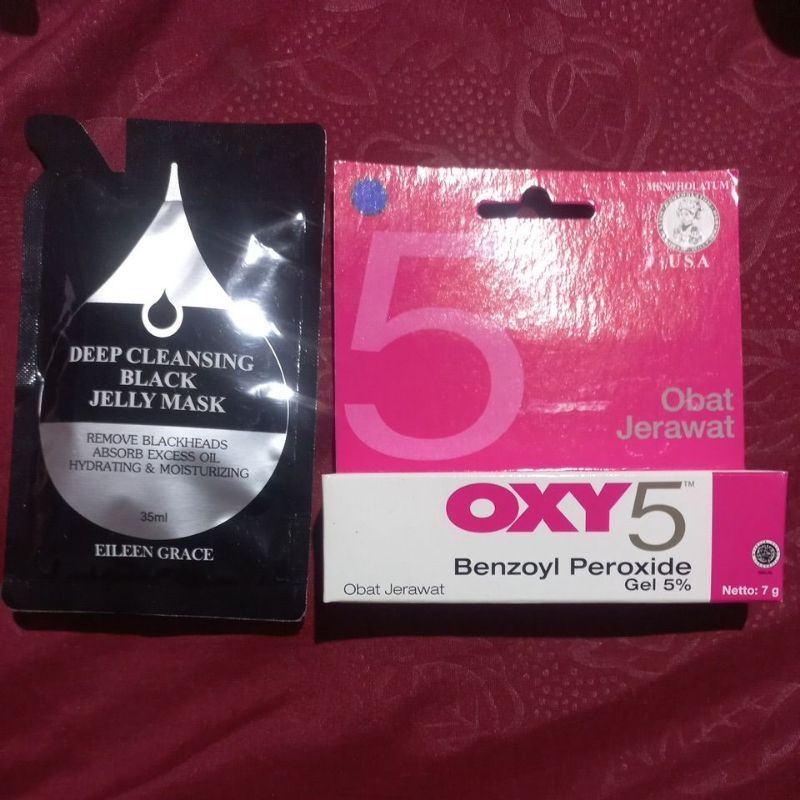 DEEP CLEANSING
BLACK
JELLY MASK
REMOVE BLACKHEADS
ABSORB EXCESS OIL
HYDRATING & MOISTURIZING
35ml
EILEEN GRACE
MENTHOLATUM
USA
5
Obat
Jerawat
OXY5™
Benzoyl Peroxide
Gel 5%
Obat Jerawat
Netto: 7 g